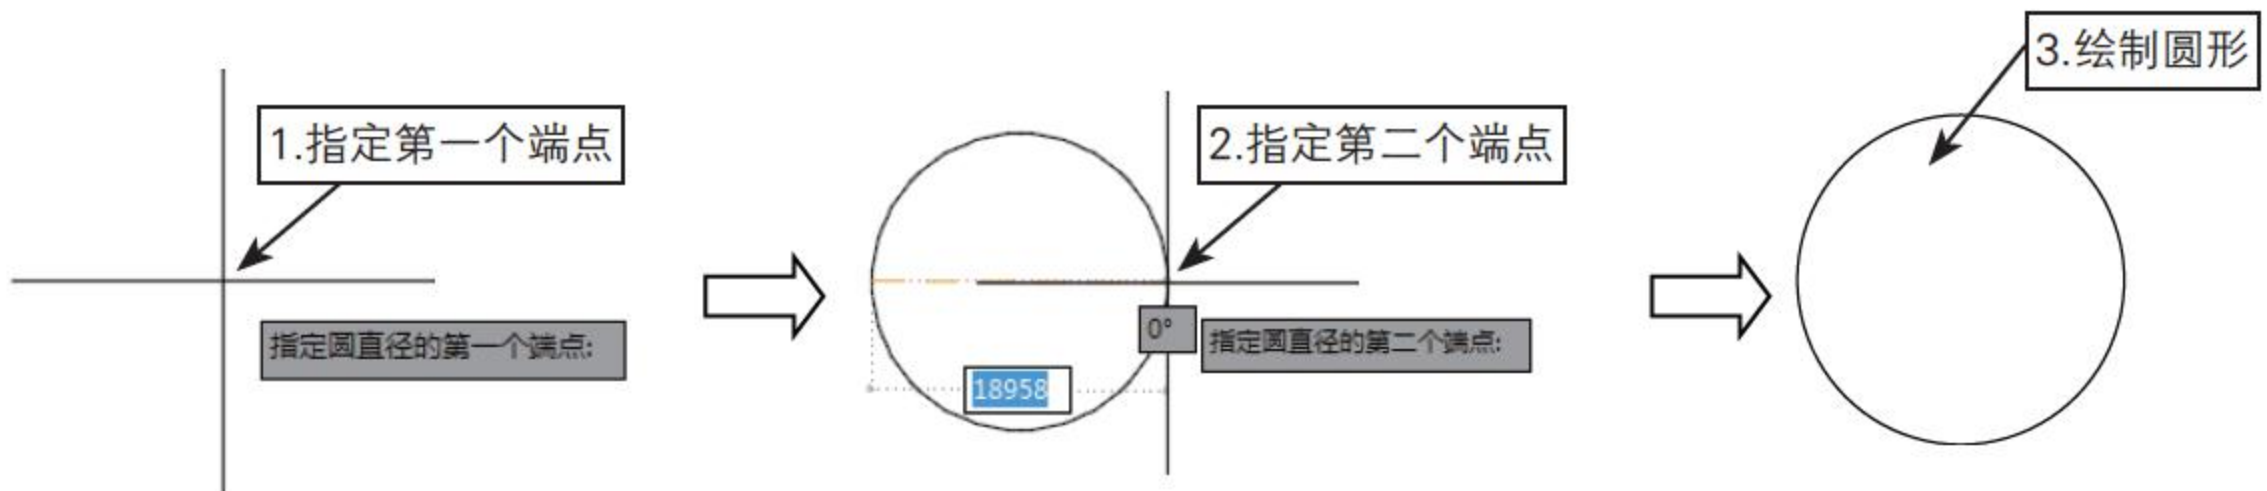 1.指定第一个端点
指定圆直径的第一个端点:
2.指定第二个端点
0°
指定圆直径的第二个端点:
18958
3.绘制圆形